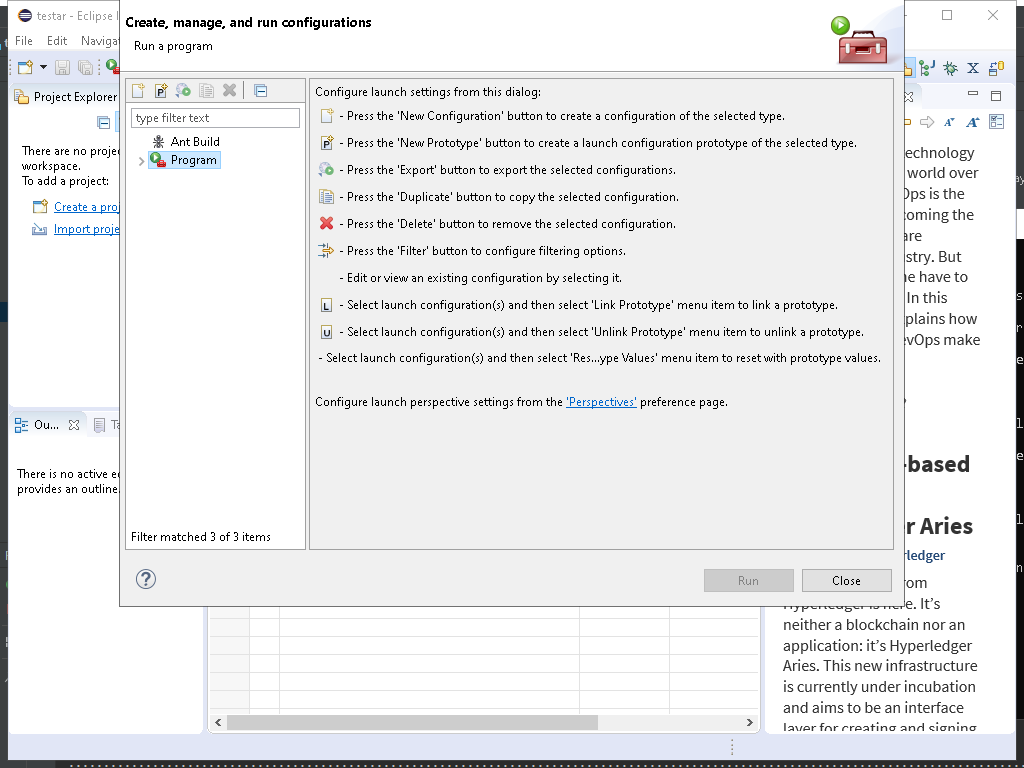 testar - Eclipse I
File Edit Navigat
Project Explorer
There are no proje
workspace.
To add a project:
Create a proj
Import proje
Ou...
Ta
There is no active e
provides an outline.
Create, manage, and run configurations
Run a program
type filter text
Ant Build
Program
Filter matched 3 of 3 items
Configure launch settings from this dialog:
- Press the 'New Configuration' button to create a configuration of the selected type.
- Press the 'New Prototype' button to create a launch configuration prototype of the selected type.
- Press the 'Export' button to export the selected configurations.
- Press the 'Duplicate' button to copy the selected configuration.
- Press the 'Delete' button to remove the selected configuration.
- Press the 'Filter' button to configure filtering options.
- Edit or view an existing configuration by selecting it.
- Select launch configuration(s) and then select 'Link Prototype' menu item to link a prototype.
- Select launch configuration(s) and then select 'Unlink Prototype' menu item to unlink a prototype.
- Select launch configuration(s) and then select 'Res...ype Values' menu item to reset with prototype values.
Configure launch perspective settings from the 'Perspectives' preference page.
Run
Close
echnology
world over
Ops is the
coming the
are
stry. But
ne have to
In this
plains how
evOps make
-based
r Aries
rledger
rom
Hyperledger is here. It's
neither a blockchain nor an
application: it's Hyperledger
Aries. This new infrastructure
is currently under incubation
and aims to be an interface
layer for creating and signing